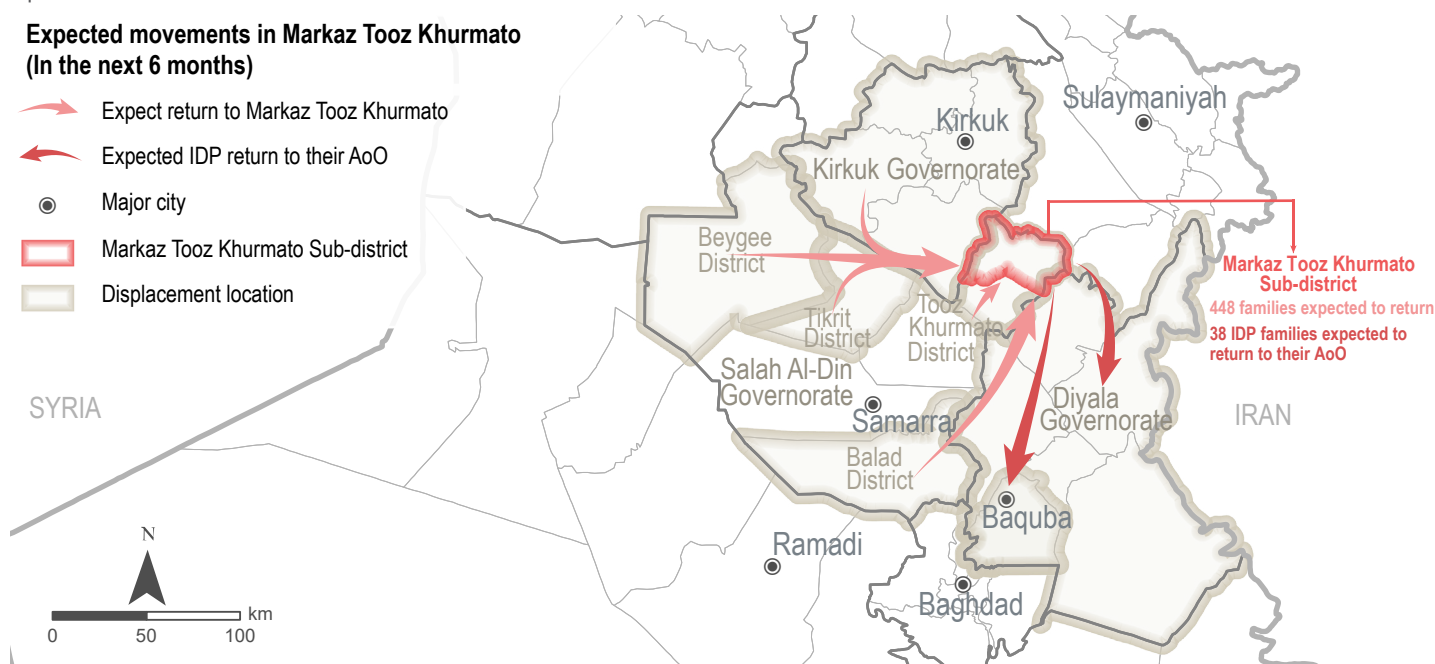 Expected movements in Markaz Tooz Khurmato
(In the next 6 months)
Expect return to Markaz Tooz Khurmato
Expected IDP return to their AoO
Major city
Markaz Tooz Khurmato Sub-district
Displacement location
Sulaymaniyah
Kirkuk
Kirkuk Governorate
Beygee
District
Markaz Tooz Khurmato
Sub-district
448 families expected to return
38 IDP families expected to
return to their AoO
Tikrit
District
Tooz
Khurmato
District
Salah Al-Din
Governorate
Samarra
Diyala
Governorate
SYRIA
IRAN
Balad
District
Baquba
Ramadi
Baghdad
N
km
0
50
100